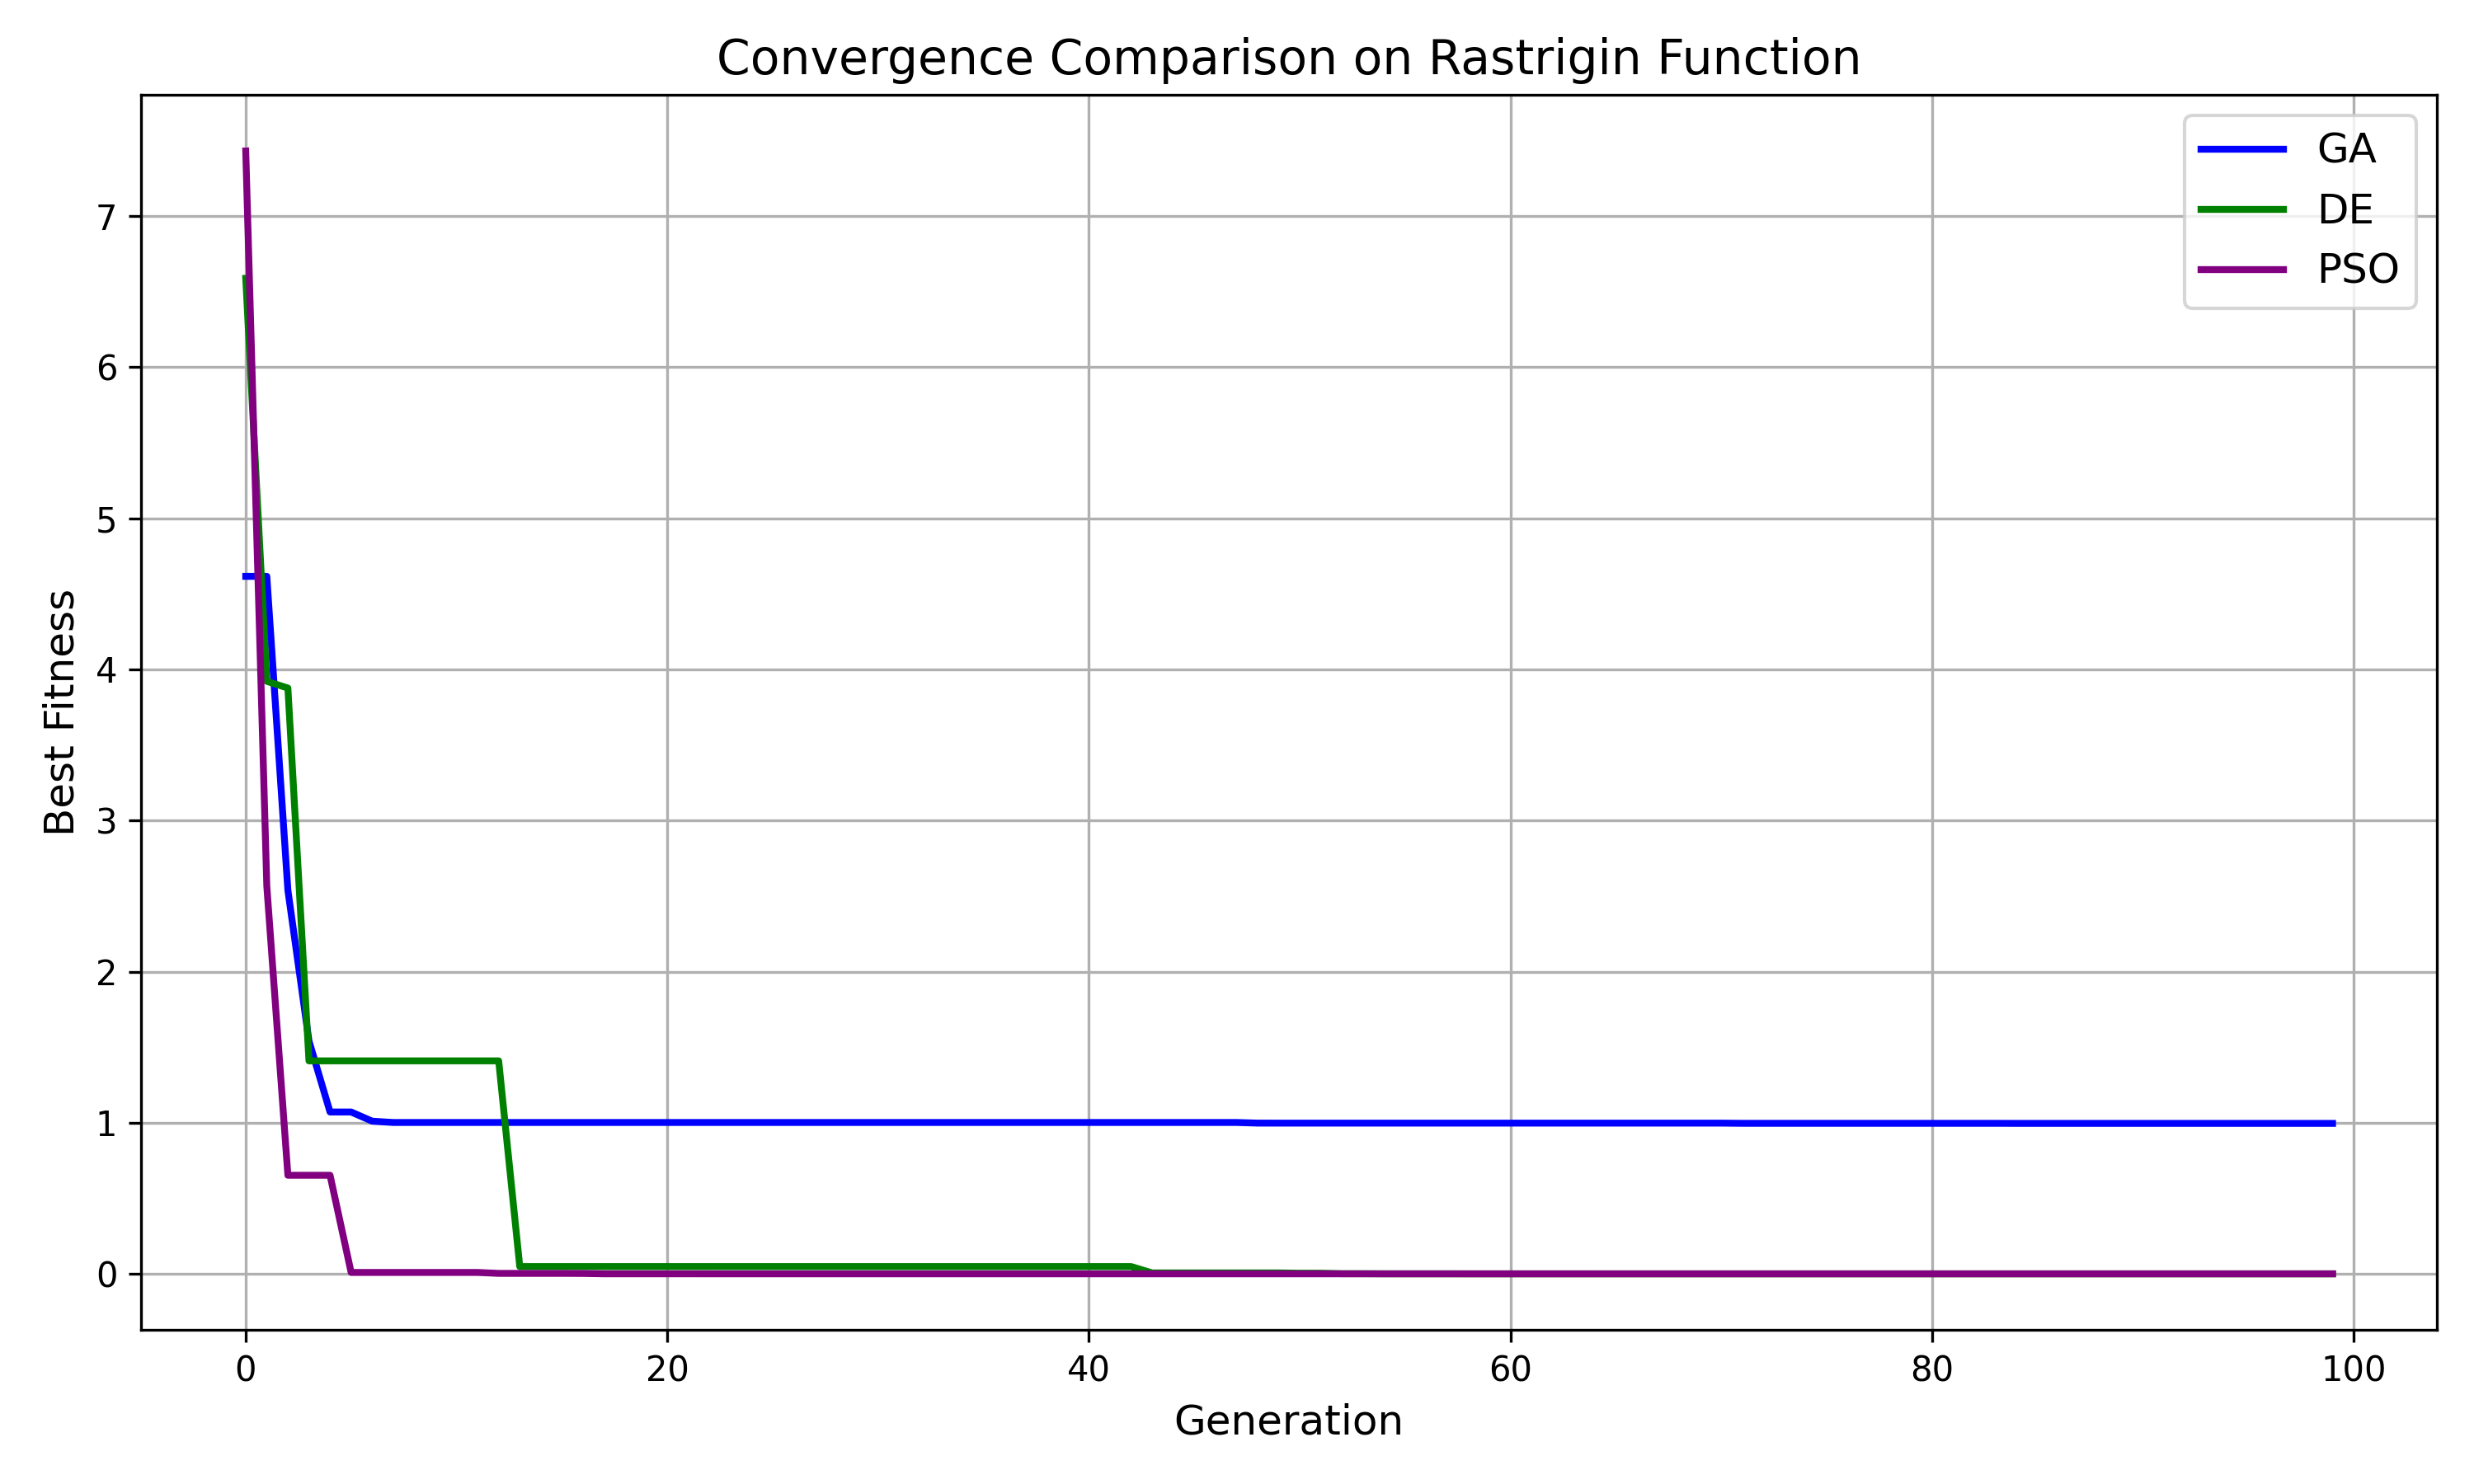 Convergence Comparison on Rastrigin Function
GA
DE
PSO
Best Fitness
7
6
5
4
3
2
1
0
0 20 40 60 80 100
Generation